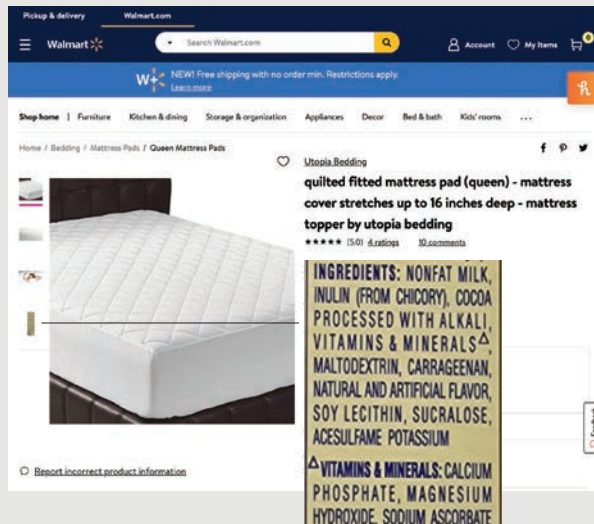 Pickup & delivery
Walmart.com
Walmart
Search Walmart.com
Account
My Items
0
W+
NEW! Free shipping with no order min. Restrictions apply.
Learn more
Shop home | Furniture Kitchen & dining Storage & organization Appliances Decor Bed & bath Kids' rooms ...
Home / Bedding / Mattress Pads / Queen Mattress Pads
Utopia Bedding
quilted fitted mattress pad (queen) - mattress
cover stretches up to 16 inches deep - mattress
topper by utopia bedding
★★★★★ (5.0) 4 ratings 10 comments
INGREDIENTS: NONFAT MILK,
INULIN (FROM CHICORY), COCOA
PROCESSED WITH ALKALI,
VITAMINS & MINERALS△,
MALTODEXTRIN, CARRAGEENAN,
NATURAL AND ARTIFICIAL FLAVOR,
SOY LECITHIN, SUCRALOSE,
ACESULFAME POTASSIUM
△VITAMINS & MINERALS: CALCIUM
PHOSPHATE, MAGNESIUM
HYDROXIDE, SODIUM ASCORBATE
Report incorrect product information